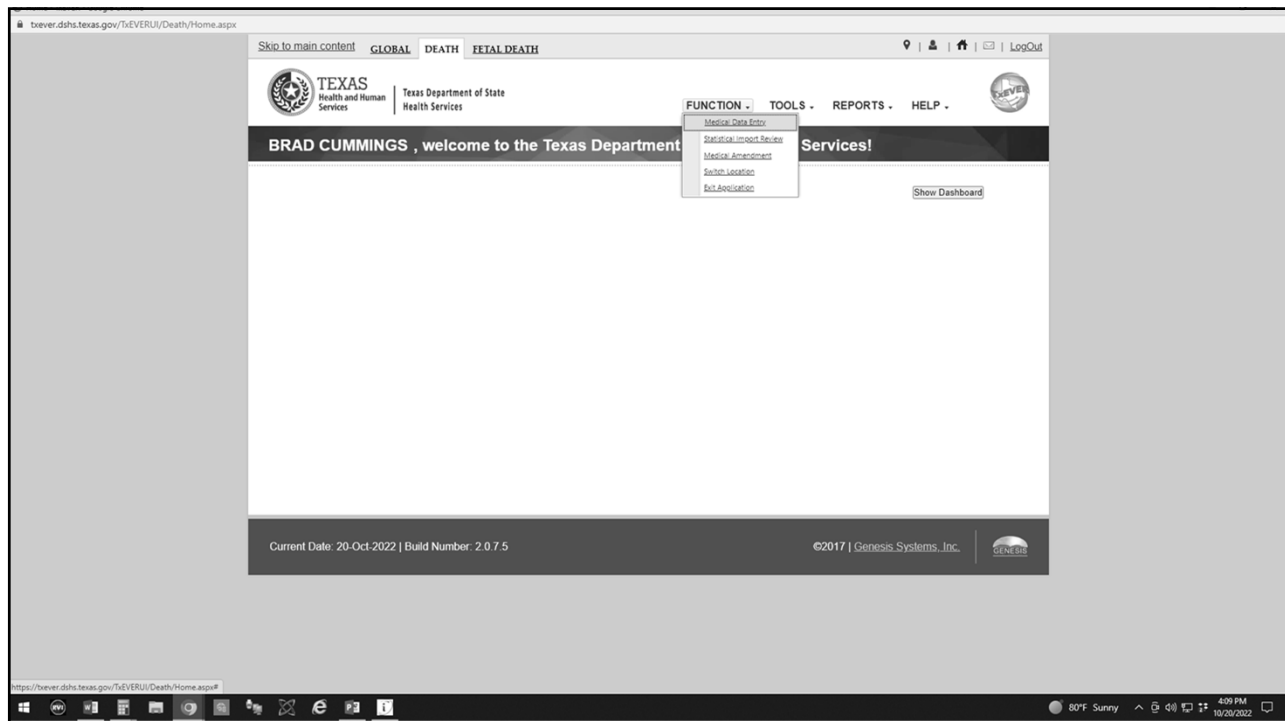 txever.dshs.texas.gov/TxEVERUI/Death/Home.aspx
Skip to main content GLOBAL DEATH FETAL DEATH | | | | LogOut
TEXAS
Health and Human
Services
Texas Department of State
Health Services
TxEVER
FUNCTION TOOLS REPORTS HELP
Medical Data Entry
Statistical Import Review
Medical Amendment
Switch Location
Exit Application
BRAD CUMMINGS , welcome to the Texas Department Services!
Show Dashboard
Current Date: 20-Oct-2022 | Build Number: 2.0.7.5
©2017 | Genesis Systems, Inc.
GENESIS
https://txever.dshs.texas.gov/TxEVERUI/Death/Home.aspx#
80°F Sunny
4:09 PM
10/20/2022